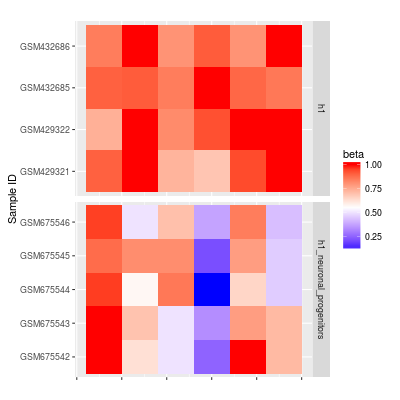 GSM432686
GSM432685
GSM429322
GSM429321
h1
GSM675546
GSM675545
GSM675544
GSM675543
GSM675542
h1_neuronal_progenitors
Sample ID
beta
1.00
0.75
0.50
0.25